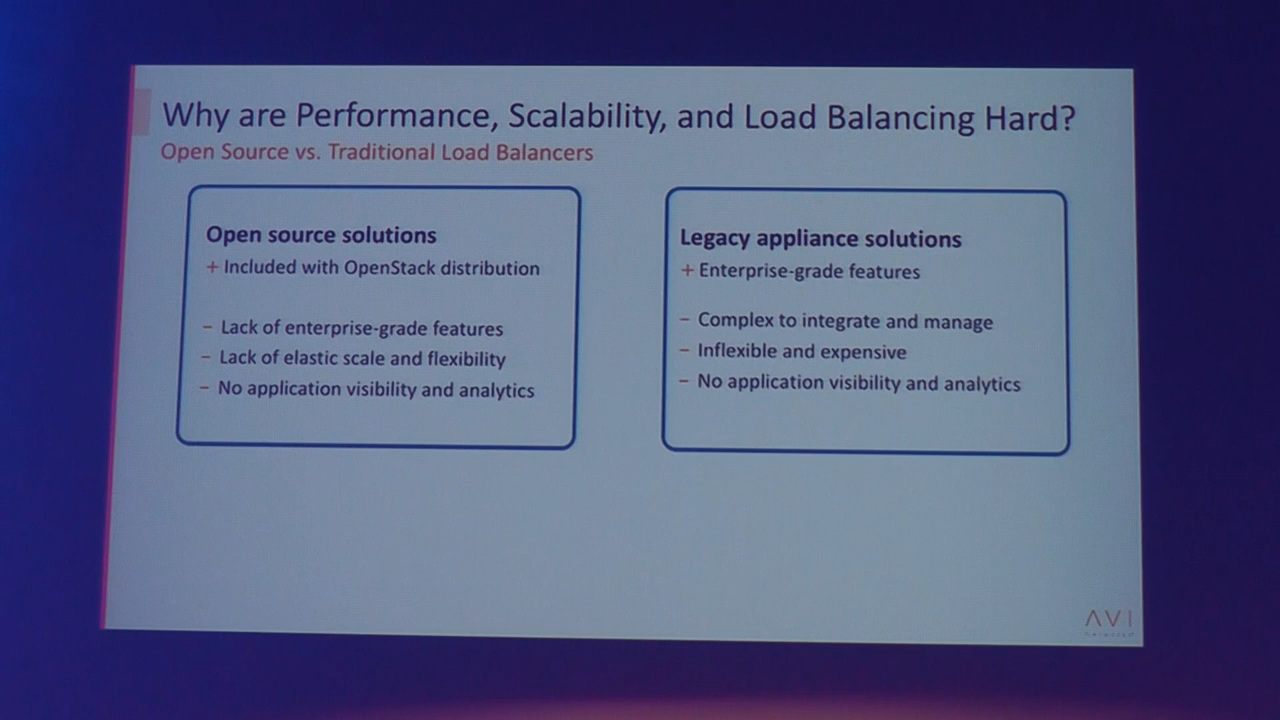 Why are Performance, Scalability, and Load Balancing Hard?
Open Source vs. Traditional Load Balancers
Open source solutions
+ Included with OpenStack distribution
– Lack of enterprise-grade features
– Lack of elastic scale and flexibility
– No application visibility and analytics
Legacy appliance solutions
+ Enterprise-grade features
– Complex to integrate and manage
– Inflexible and expensive
– No application visibility and analytics
AVI